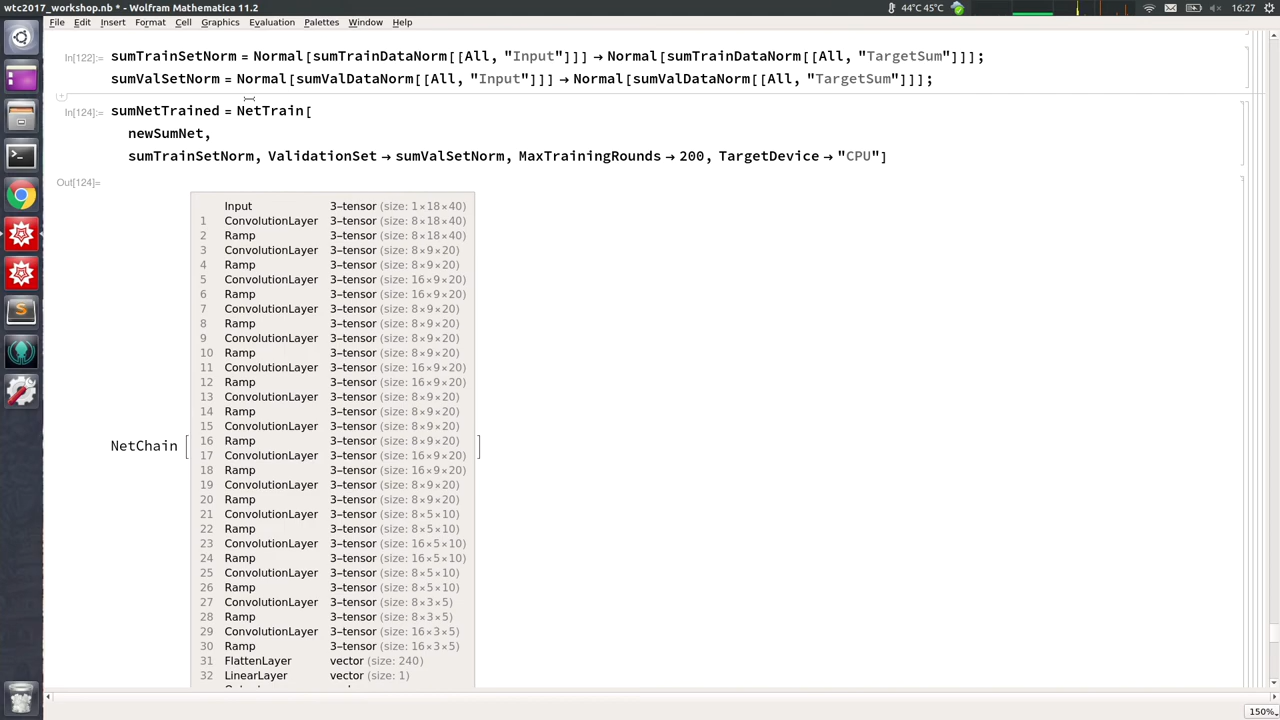 wtc2017_workshop.nb * - Wolfram Mathematica 11.2
44°C 45°C
16:27
File Edit Insert Format Cell Graphics Evaluation Palettes Window Help
In[122]:= sumTrainSetNorm = Normal[sumTrainDataNorm[[All, "Input"]]] → Normal[sumTrainDataNorm[[All, "TargetSum"]]];
sumValSetNorm = Normal[sumValDataNorm[[All, "Input"]]] → Normal[sumValDataNorm[[All, "TargetSum"]]];
In[124]:= sumNetTrained = NetTrain[
newSumNet,
sumTrainSetNorm, ValidationSet → sumValSetNorm, MaxTrainingRounds → 200, TargetDevice → "CPU"]
Out[124]=
NetChain [
Input 3-tensor (size: 1×18×40)
1 ConvolutionLayer 3-tensor (size: 8×18×40)
2 Ramp 3-tensor (size: 8×18×40)
3 ConvolutionLayer 3-tensor (size: 8×9×20)
4 Ramp 3-tensor (size: 8×9×20)
5 ConvolutionLayer 3-tensor (size: 16×9×20)
6 Ramp 3-tensor (size: 16×9×20)
7 ConvolutionLayer 3-tensor (size: 8×9×20)
8 Ramp 3-tensor (size: 8×9×20)
9 ConvolutionLayer 3-tensor (size: 8×9×20)
10 Ramp 3-tensor (size: 8×9×20)
11 ConvolutionLayer 3-tensor (size: 16×9×20)
12 Ramp 3-tensor (size: 16×9×20)
13 ConvolutionLayer 3-tensor (size: 8×9×20)
14 Ramp 3-tensor (size: 8×9×20)
15 ConvolutionLayer 3-tensor (size: 8×9×20)
16 Ramp 3-tensor (size: 8×9×20)
17 ConvolutionLayer 3-tensor (size: 16×9×20)
18 Ramp 3-tensor (size: 16×9×20)
19 ConvolutionLayer 3-tensor (size: 8×9×20)
20 Ramp 3-tensor (size: 8×9×20)
21 ConvolutionLayer 3-tensor (size: 8×5×10)
22 Ramp 3-tensor (size: 8×5×10)
23 ConvolutionLayer 3-tensor (size: 16×5×10)
24 Ramp 3-tensor (size: 16×5×10)
25 ConvolutionLayer 3-tensor (size: 8×5×10)
26 Ramp 3-tensor (size: 8×5×10)
27 ConvolutionLayer 3-tensor (size: 8×3×5)
28 Ramp 3-tensor (size: 8×3×5)
29 ConvolutionLayer 3-tensor (size: 16×3×5)
30 Ramp 3-tensor (size: 16×3×5)
31 FlattenLayer vector (size: 240)
32 LinearLayer vector (size: 1)
]
150%